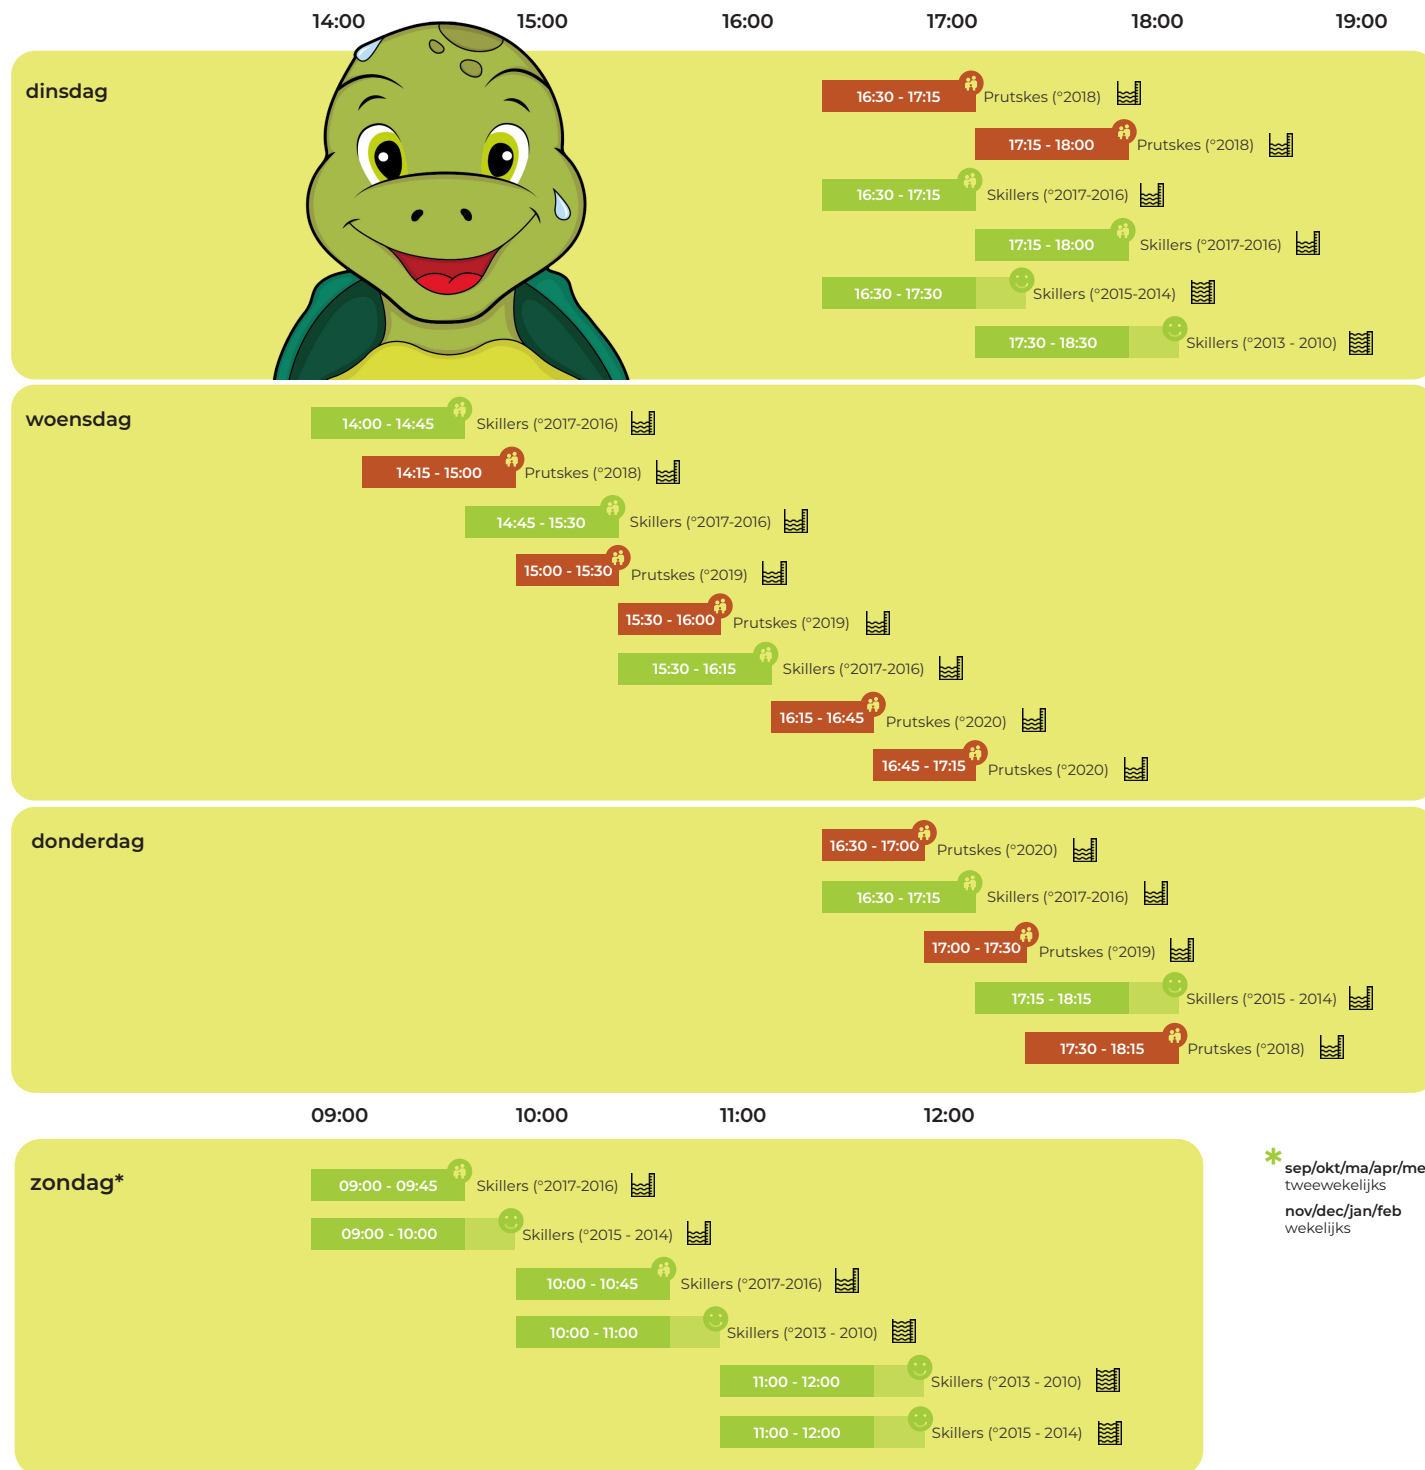 14:00 15:00 16:00 17:00 18:00 19:00
dinsdag
16:30 - 17:15 Prutskes (°2018)
17:15 - 18:00 Prutskes (°2018)
16:30 - 17:15 Skillers (°2017-2016)
17:15 - 18:00 Skillers (°2017-2016)
16:30 - 17:30 Skillers (°2015-2014)
17:30 - 18:30 Skillers (°2013 - 2010)
woensdag
14:00 - 14:45 Skillers (°2017-2016)
14:15 - 15:00 Prutskes (°2018)
14:45 - 15:30 Skillers (°2017-2016)
15:00 - 15:30 Prutskes (°2019)
15:30 - 16:00 Prutskes (°2019)
15:30 - 16:15 Skillers (°2017-2016)
16:15 - 16:45 Prutskes (°2020)
16:45 - 17:15 Prutskes (°2020)
donderdag
16:30 - 17:00 Prutskes (°2020)
16:30 - 17:15 Skillers (°2017-2016)
17:00 - 17:30 Prutskes (°2019)
17:15 - 18:15 Skillers (°2015 - 2014)
17:30 - 18:15 Prutskes (°2018)
09:00 10:00 11:00 12:00
zondag*
09:00 - 09:45 Skillers (°2017-2016)
09:00 - 10:00 Skillers (°2015 - 2014)
10:00 - 10:45 Skillers (°2017-2016)
10:00 - 11:00 Skillers (°2013 - 2010)
11:00 - 12:00 Skillers (°2013 - 2010)
11:00 - 12:00 Skillers (°2015 - 2014)
* sep/okt/ma/apr/me
tweewekelijks
nov/dec/jan/feb
wekelijks